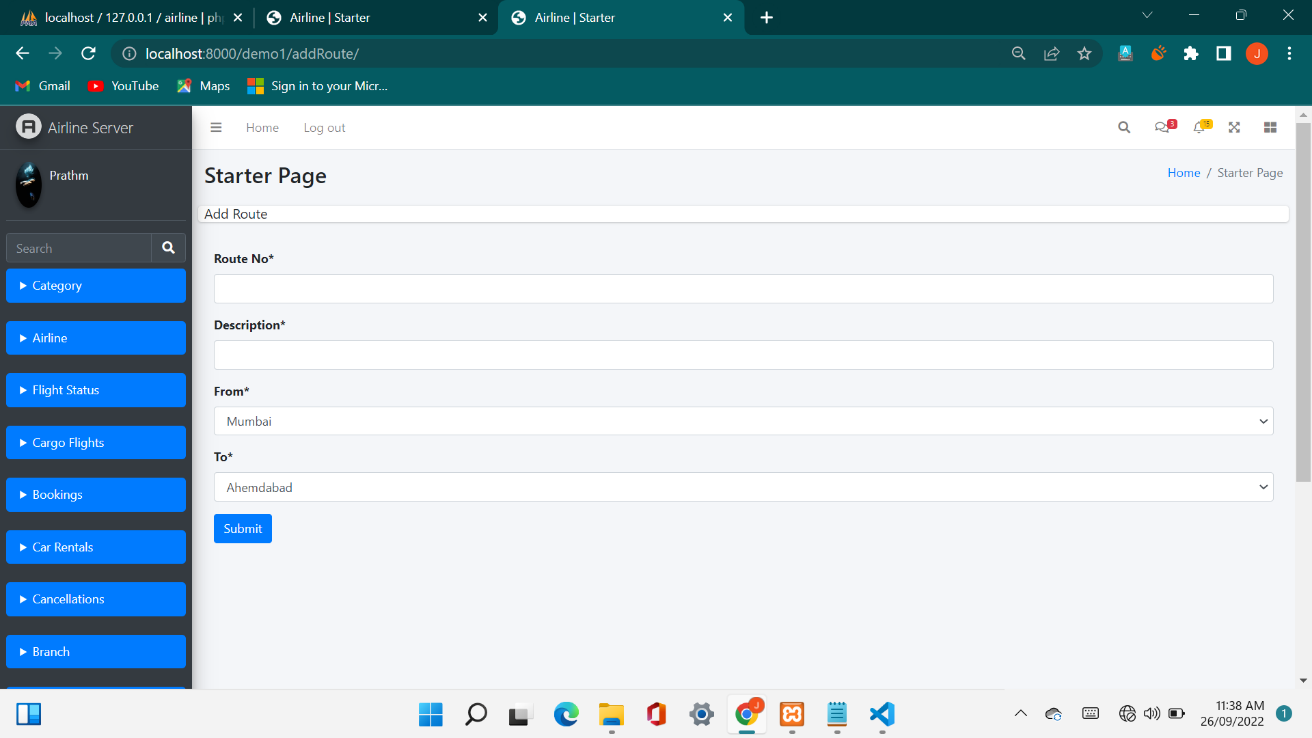 localhost / 127.0.0.1 / airline | ph
Airline | Starter
Airline | Starter
localhost:8000/demo1/addRoute/
J
Gmail
YouTube
Maps
Sign in to your Micr...
Airline Server
Home
Log out
3
15
Prathm
Starter Page
Home / Starter Page
Add Route
Search
Category
Airline
Flight Status
Cargo Flights
Bookings
Car Rentals
Cancellations
Branch
Route No*
Description*
From*
Mumbai
To*
Ahemdabad
Submit
J
11:38 AM
26/09/2022
1